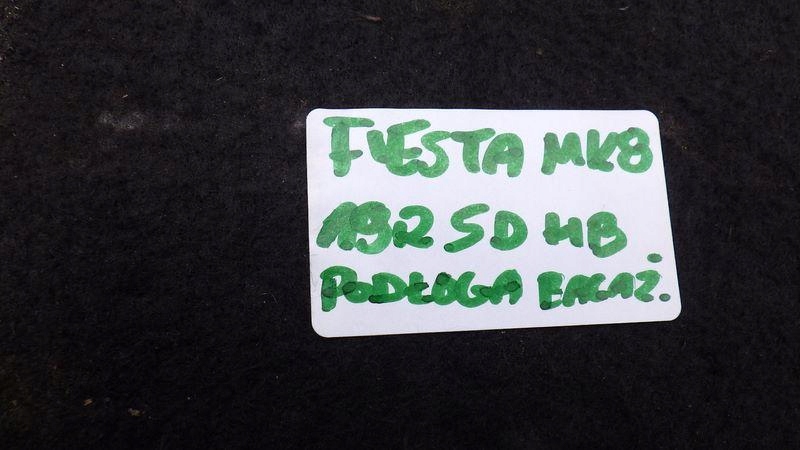 FIESTA MK8
19R 5D HB
PODŁOGA BAGAŻ.